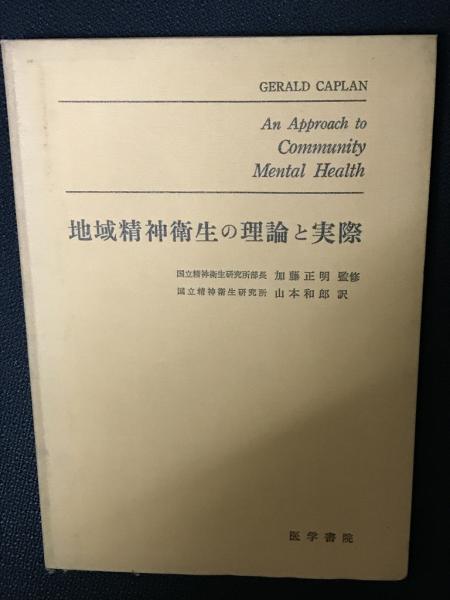 GERALD CAPLAN
An Approach to
Community
Mental Health
地域精神衛生の理論と実際
国立精神衛生研究所部長 加藤正明 監修
国立精神衛生研究所 山本和郎 訳
医学書院